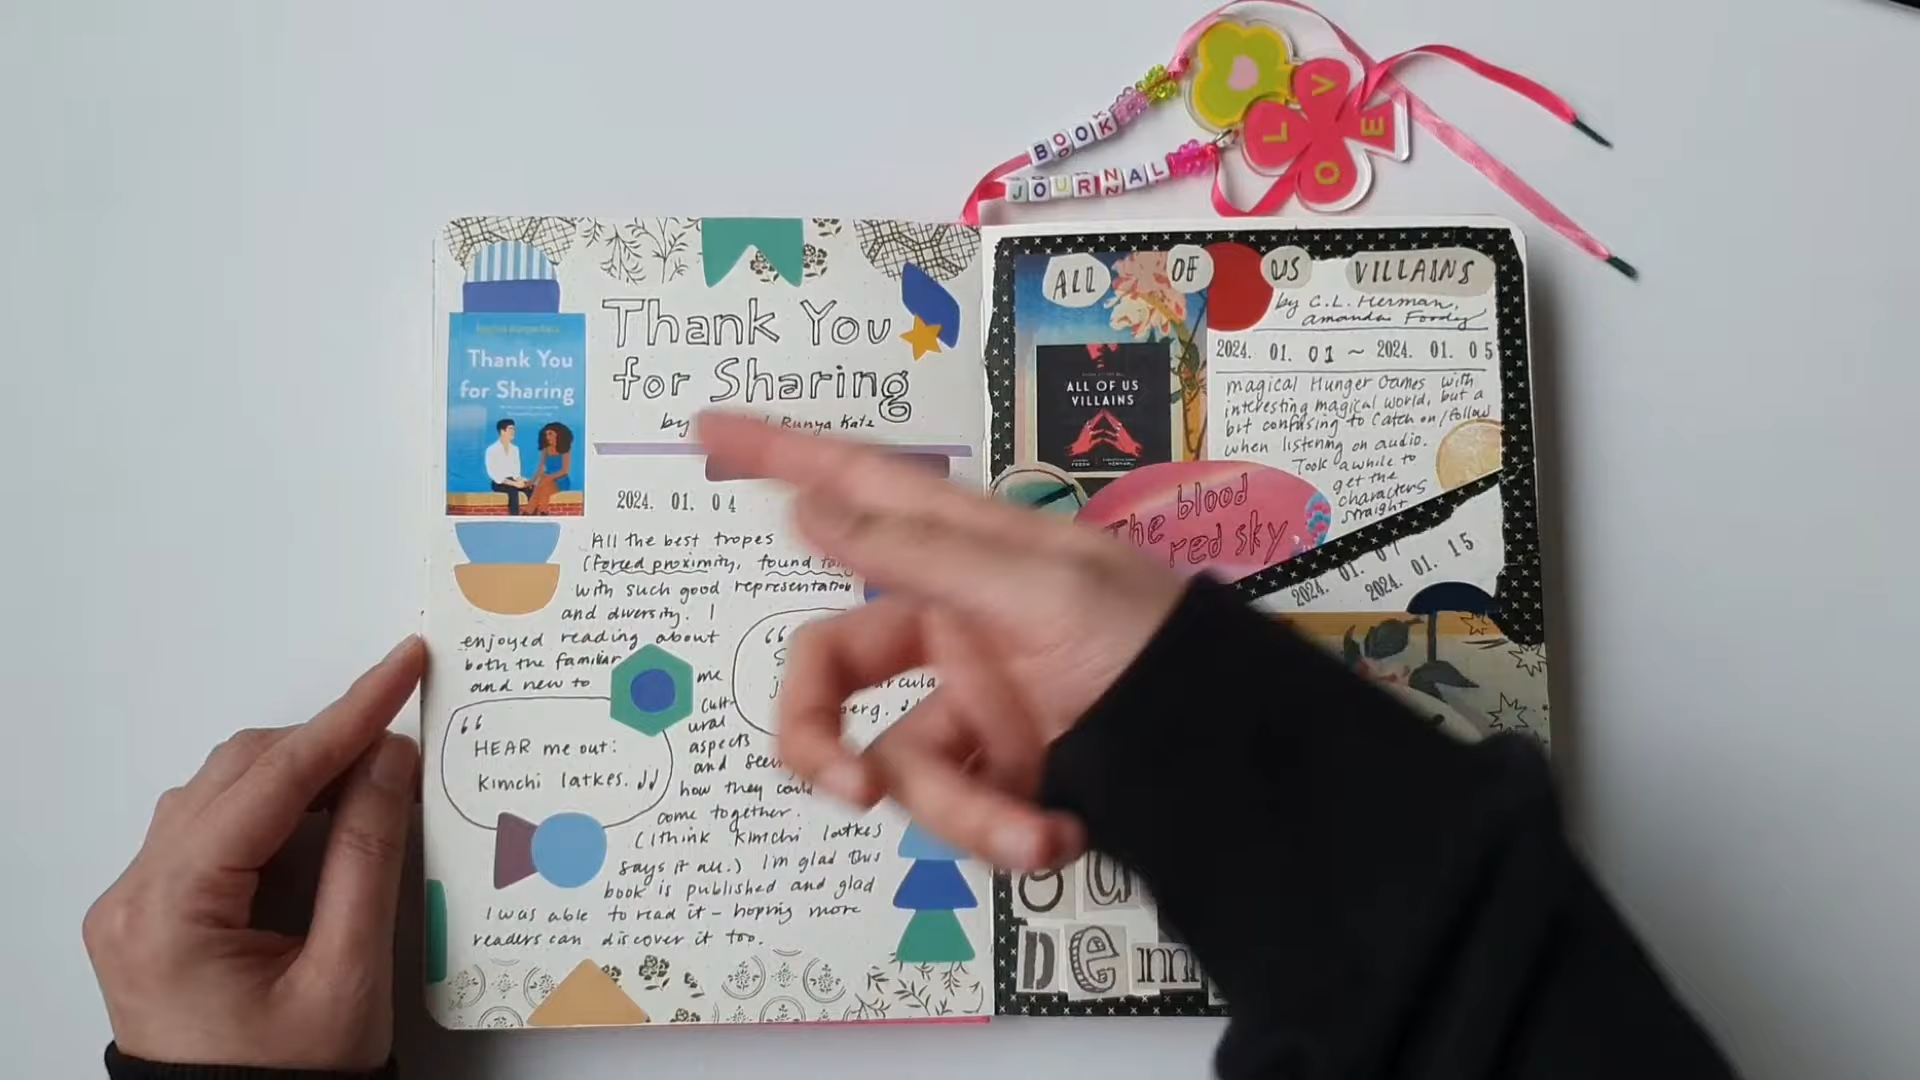 BOOK
JOURNAL
L
O
V
E
Thank You
for Sharing
Thank You
for Sharing
by Runya Katz
2024. 01. 04
All the best tropes
(forced proximity, found
with such good representation
and diversity. I
enjoyed reading about
both the familiar
and new to me
cult-
ural
aspects
and seeing
how they could
come together.
(I think kimchi latkes
says it all.) I'm glad this
book is published and glad
I was able to read it - hoping more
readers can discover it too.
“
HEAR me out:
Kimchi latkes. ♩♩
“
berg.
ALL OF US VILLAINS
by C.L. Herman,
Amanda Foody
2024. 01. 01 ~ 2024. 01. 05
ALL OF US
VILLAINS
magical Hunger Games with
interesting magical world, but a
bit confusing to catch on/follow
when listening on audio.
Took awhile to
get the
characters
straight
The blood
red sky
2024. 01.
2024. 01. 15
Dem